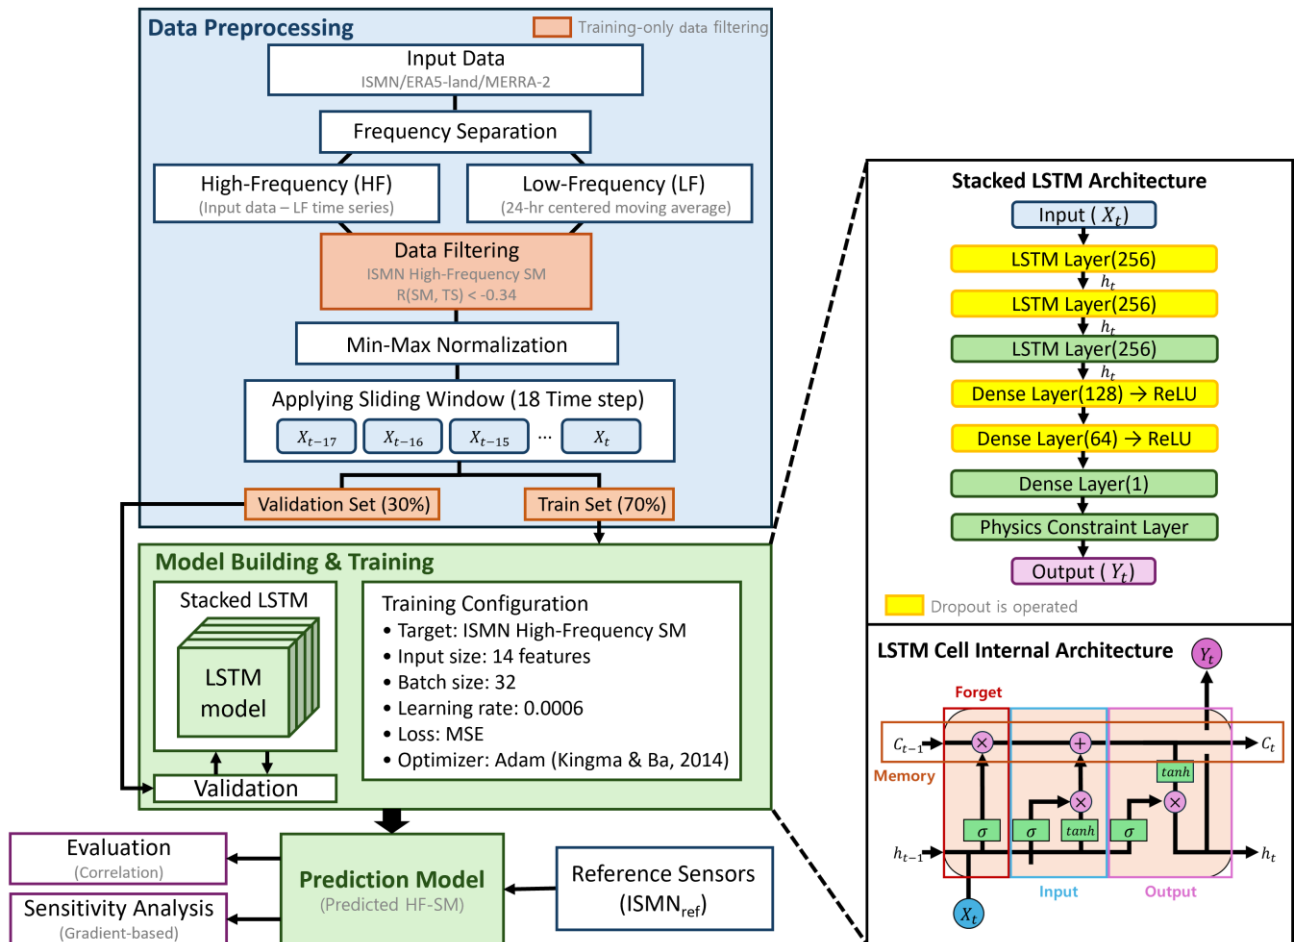 Data Preprocessing
Training-only data filtering
Input Data
ISMN/ERA5-land/MERRA-2
Frequency Separation
High-Frequency (HF)
(Input data – LF time series)
Low-Frequency (LF)
(24-hr centered moving average)
Data Filtering
ISMN High-Frequency SM
R(SM, TS) < -0.34
Min-Max Normalization
Applying Sliding Window (18 Time step)
X_{t-17} X_{t-16} X_{t-15} ... X_t
Validation Set (30%)
Train Set (70%)
Model Building & Training
Stacked LSTM
LSTM
model
Validation
Training Configuration
• Target: ISMN High-Frequency SM
• Input size: 14 features
• Batch size: 32
• Learning rate: 0.0006
• Loss: MSE
• Optimizer: Adam (Kingma & Ba, 2014)
Evaluation
(Correlation)
Sensitivity Analysis
(Gradient-based)
Prediction Model
(Predicted HF-SM)
Reference Sensors
(ISMN_{ref})
Stacked LSTM Architecture
Input ( X_t)
LSTM Layer(256)
h_t
LSTM Layer(256)
h_t
LSTM Layer(256)
h_t
Dense Layer(128) → ReLU
Dense Layer(64) → ReLU
Dense Layer(1)
Physics Constraint Layer
Output ( Y_t)
Dropout is operated
LSTM Cell Internal Architecture
Y_t
Forget
C_{t-1} × + C_t
Memory
tanh
× ×
σ σ tanh σ
h_{t-1} h_t
Input
Output
X_t